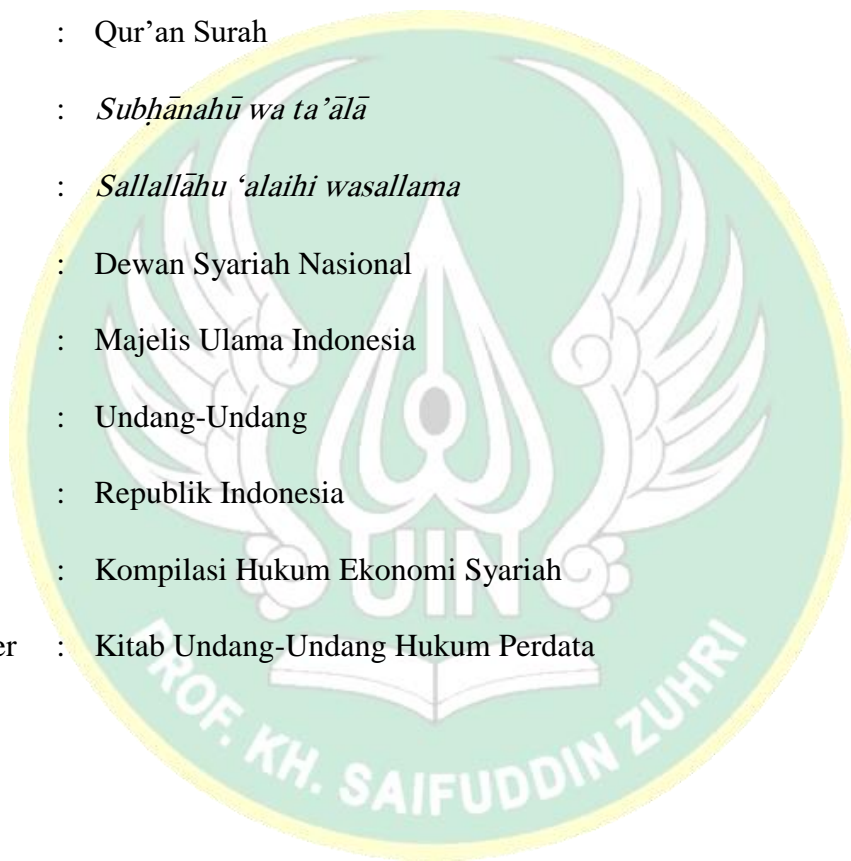 : Qur’an Surah
: Subḥānahū wa ta’ālā
: Sallallāhu ‘alaihi wasallama
: Dewan Syariah Nasional
: Majelis Ulama Indonesia
: Undang-Undang
: Republik Indonesia
: Kompilasi Hukum Ekonomi Syariah
er : Kitab Undang-Undang Hukum Perdata
UIN
PROF. KH. SAIFUDDIN ZUHRI